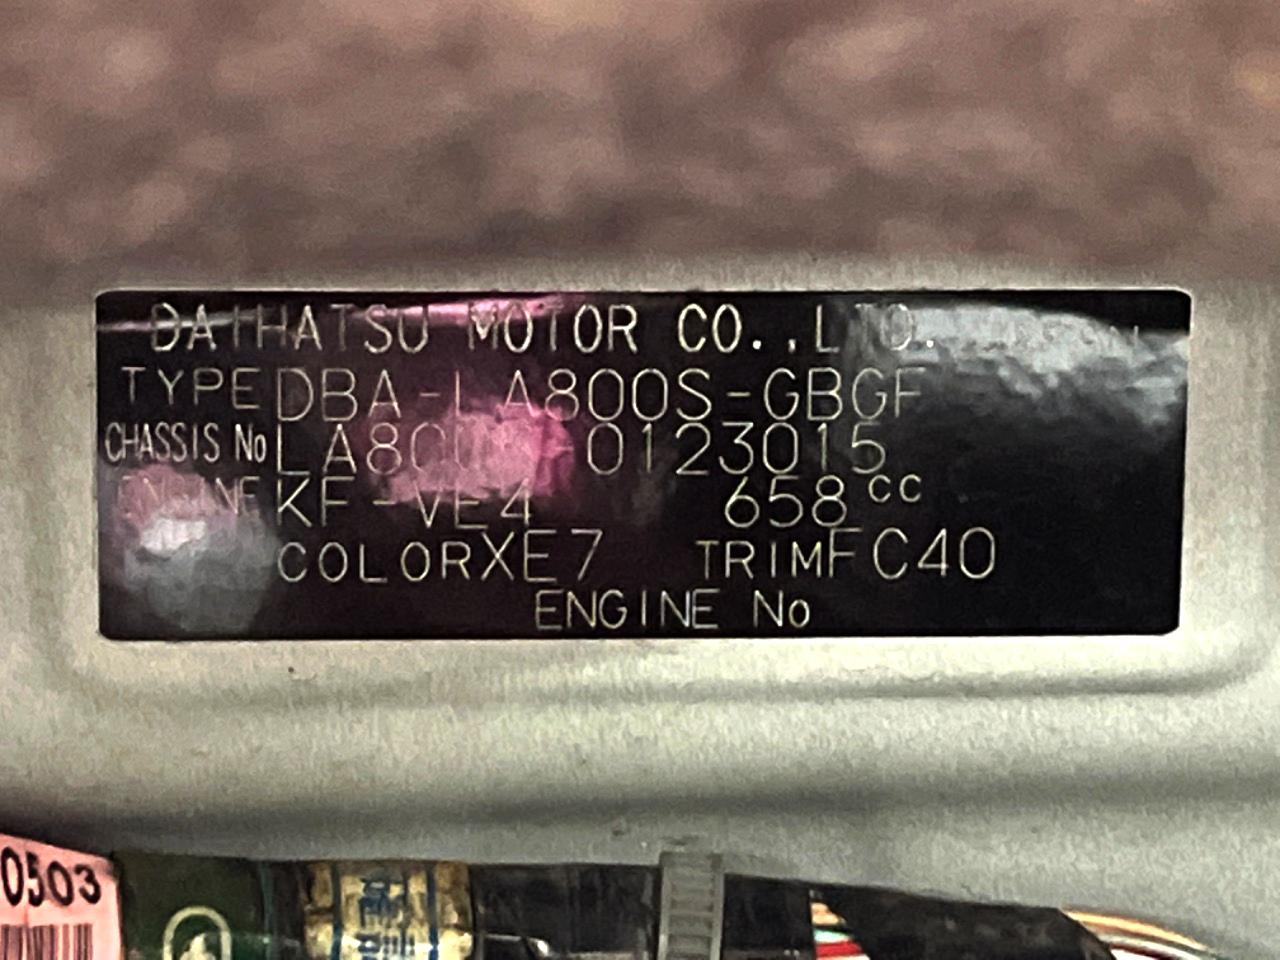 DAIHATSU MOTOR CO.,LTD. JAPAN
TYPE DBA-LA800S-GBGF
CHASSIS No LA800S-0123015
ENGINE KF-VE4 658cc
COLOR XE7 TRIM FC40
ENGINE No
0503